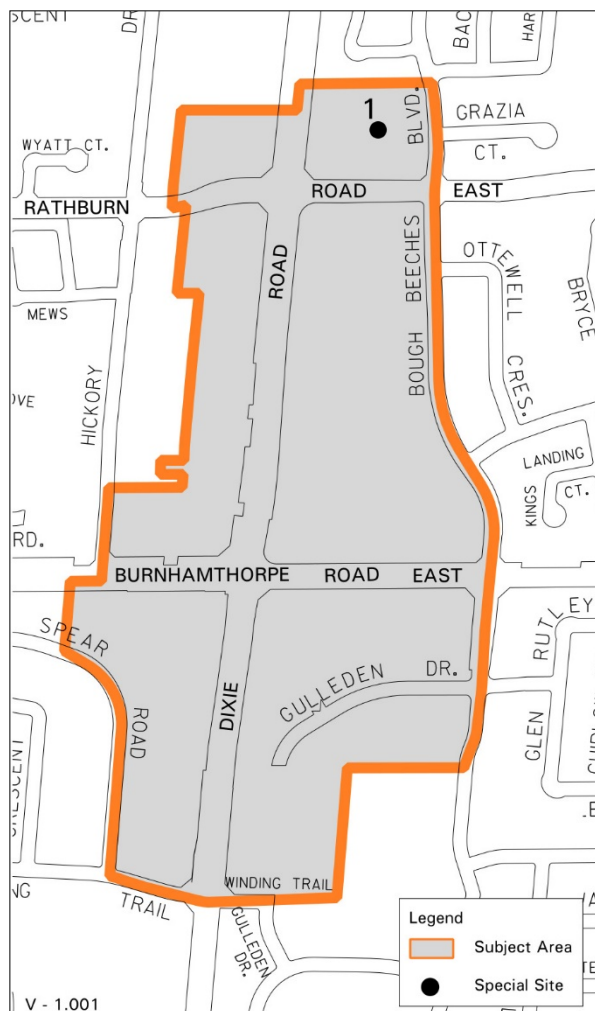 SCENT
DR.
BAC
HAR
1
BLVD.
GRAZIA
CT.
WYATT CT.
RATHBURN
ROAD
EAST
ROAD
BEECHES
BOUGH
OTTEWELL
CRES.
BRYCE
MEWS
HICKORY
OVE
LANDING
KINGS
CT.
RD.
BURNHAMTHORPE ROAD EAST
SPEAR
ROAD
DIXIE
GULLEDEN DR.
RUTLEY
GLEN
RESCENT
WINDING TRAIL
NG
TRAIL
GULLEDEN
DR.
Legend
Subject Area
Special Site
V - 1.001